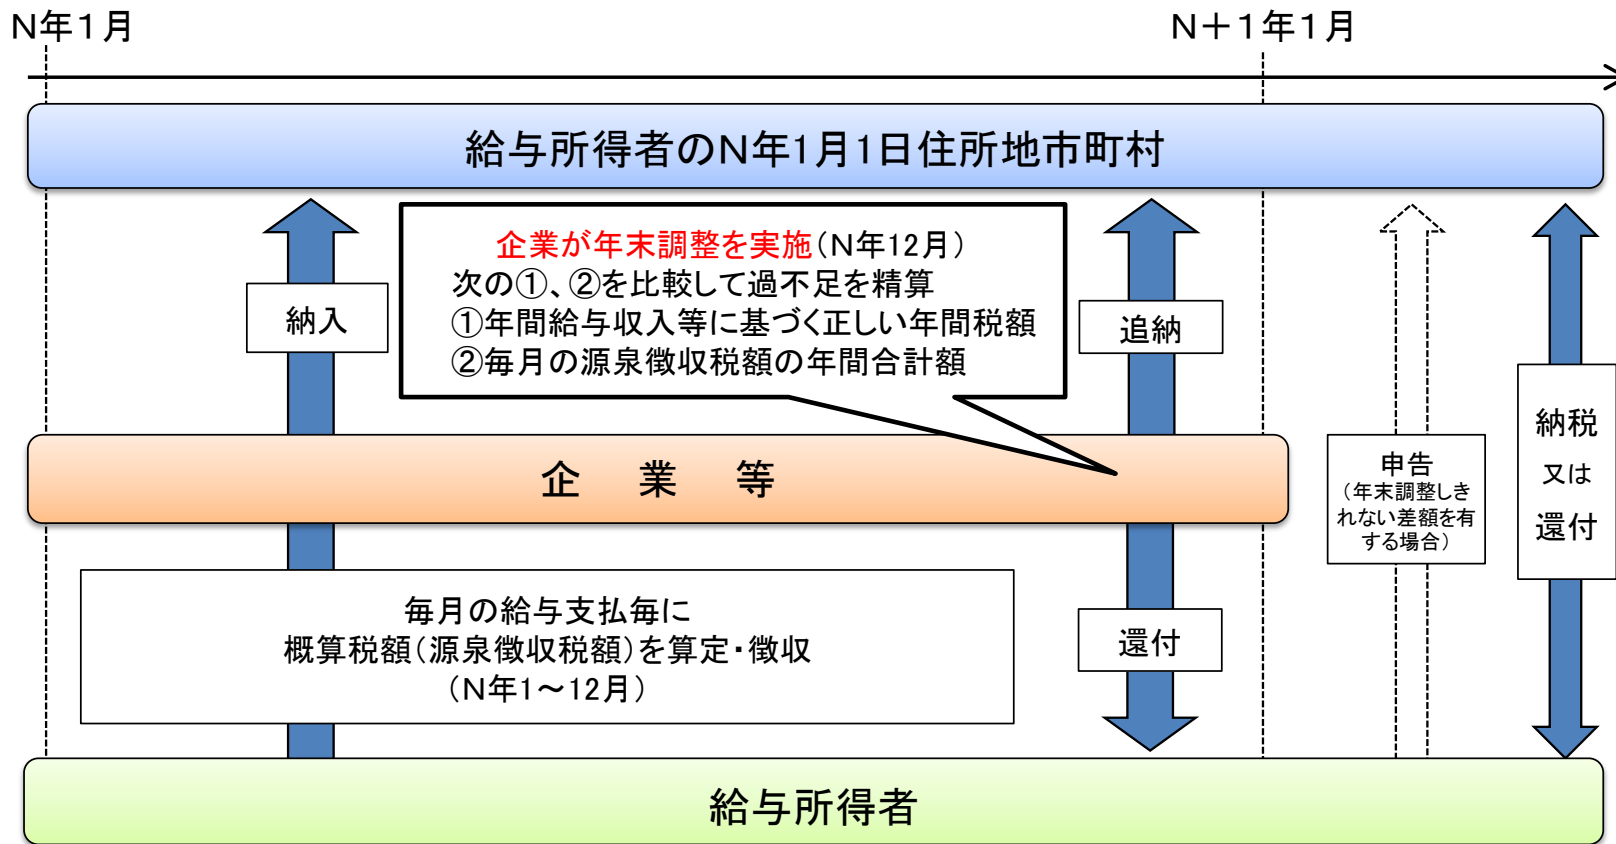 N年1月
N+1年1月
給与所得者のN年1月1日住所地市町村
企業が年末調整を実施(N年12月)
次の①、②を比較して過不足を精算
①年間給与収入等に基づく正しい年間税額
②毎月の源泉徴収税額の年間合計額
納入
追納
企業等
申告
(年末調整しき
れない差額を有
する場合)
納税
又は
還付
毎月の給与支払毎に
概算税額(源泉徴収税額)を算定・徴収
(N年1～12月)
還付
給与所得者